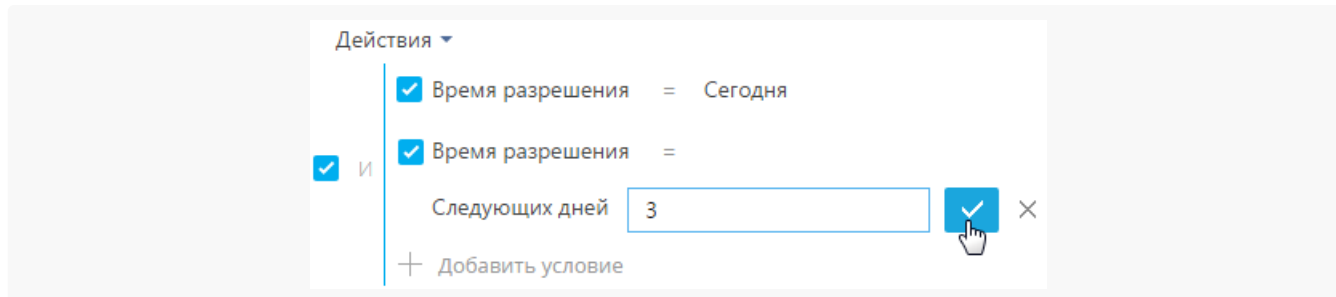 Действия
Время разрешения = Сегодня
Время разрешения =
И
Следующих дней 3
Добавить условие